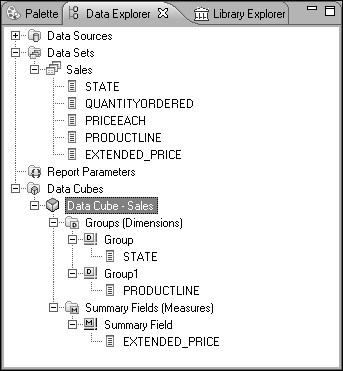 Palette Data Explorer Library Explorer
Data Sources
Data Sets
Sales
STATE
QUANTITYORDERED
PRICEEACH
PRODUCTLINE
EXTENDED_PRICE
Report Parameters
Data Cubes
Data Cube - Sales
Groups (Dimensions)
Group
STATE
Group1
PRODUCTLINE
Summary Fields (Measures)
Summary Field
EXTENDED_PRICE